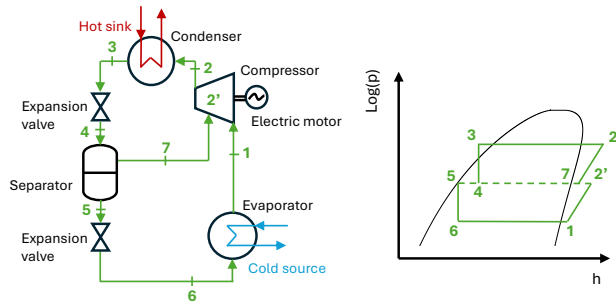 Hot sink
Condenser
3
2
Compressor
2'
Expansion
valve
Electric motor
4
7
1
Separator
5
Evaporator
Expansion
valve
Cold source
6
Log(p)
3
2
5
4
7
2'
6
1
h